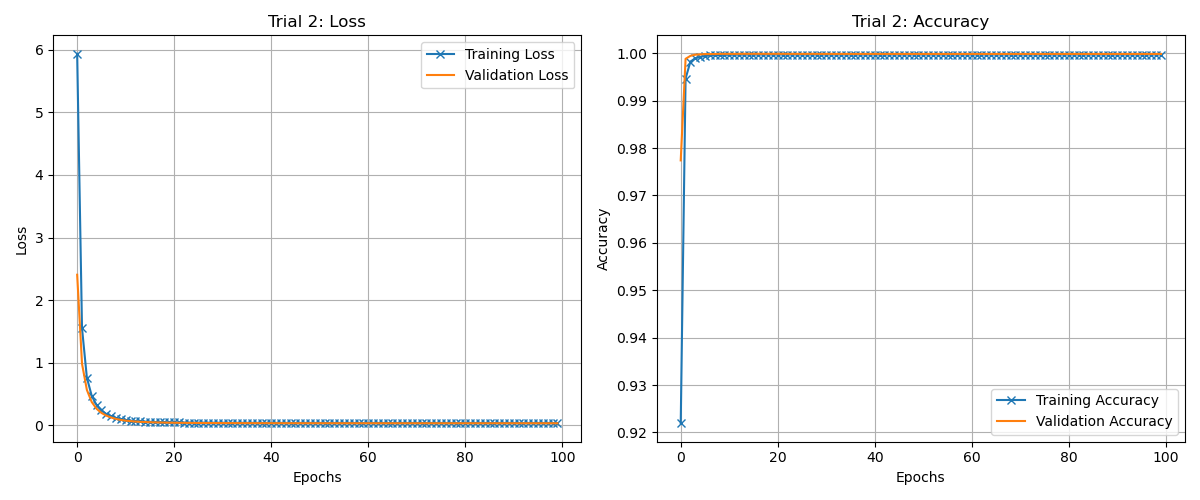 Trial 2: Loss
Loss
6
5
4
3
2
1
0
Training Loss
Validation Loss
0 20 40 60 80 100
Epochs
Trial 2: Accuracy
Accuracy
1.00
0.99
0.98
0.97
0.96
0.95
0.94
0.93
0.92
Training Accuracy
Validation Accuracy
0 20 40 60 80 100
Epochs